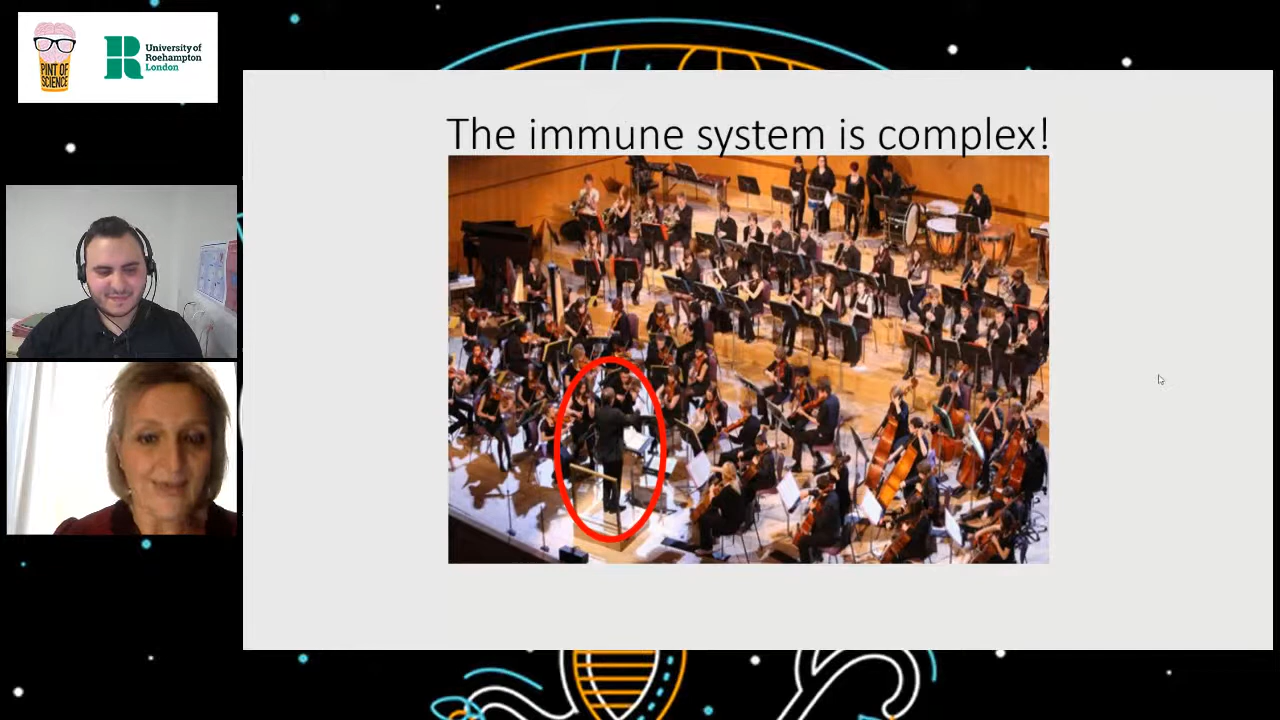 PINT OF
SCIENCE
R
University of
Roehampton
London
The immune system is complex!